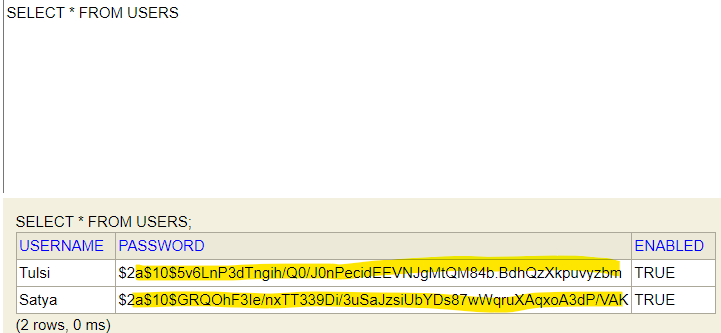 SELECT * FROM USERS
SELECT * FROM USERS;
USERNAME PASSWORD ENABLED
Tulsi $2a$10$5v6LnP3dTngih/Q0/J0nPecidEEVNJgMtQM84b.BdhQzXkpuvyzbm TRUE
Satya $2a$10$GRQOhF3Ie/nxTT339Di/3uSaJzsiUbYDs87wWqruXAqxoA3dP/VAK TRUE
(2 rows, 0 ms)